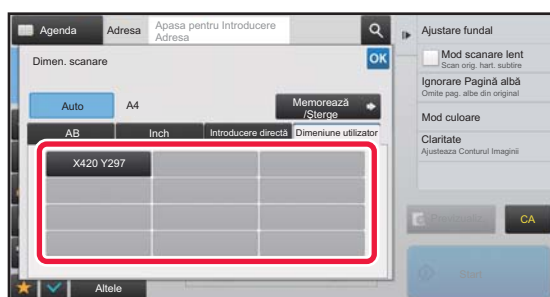 Agenda
Adresa
Apasa pentru Introducere
Adresa
Dimen. scanare
OK
Auto
A4
Memorează
/Şterge
AB
Inch
Introducere directă
Dimeniune utilizator
X420 Y297
Altele
Ajustare fundal
Mod scanare lent
Scan orig. hart. subtire
Ignorare Pagină albă
Omite pag. albe din original
Mod culoare
Claritate
Ajusteaza Conturul Imaginii
CA
Start